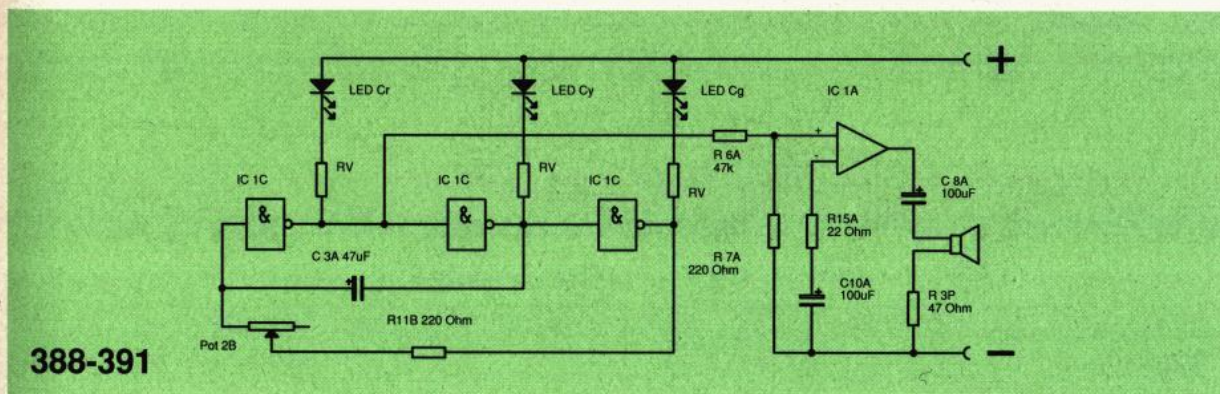 +
LED Cr
LED Cy
LED Cg
IC 1A
+
-
R 6A
47k
C 8A
100uF
RV
RV
RV
IC 1C
IC 1C
IC 1C
&
&
&
R15A
22 Ohm
C 3A 47uF
+
R 7A
220 Ohm
C10A
100uF
+
+
R 3P
47 Ohm
R11B 220 Ohm
Pot 2B
388-391
−